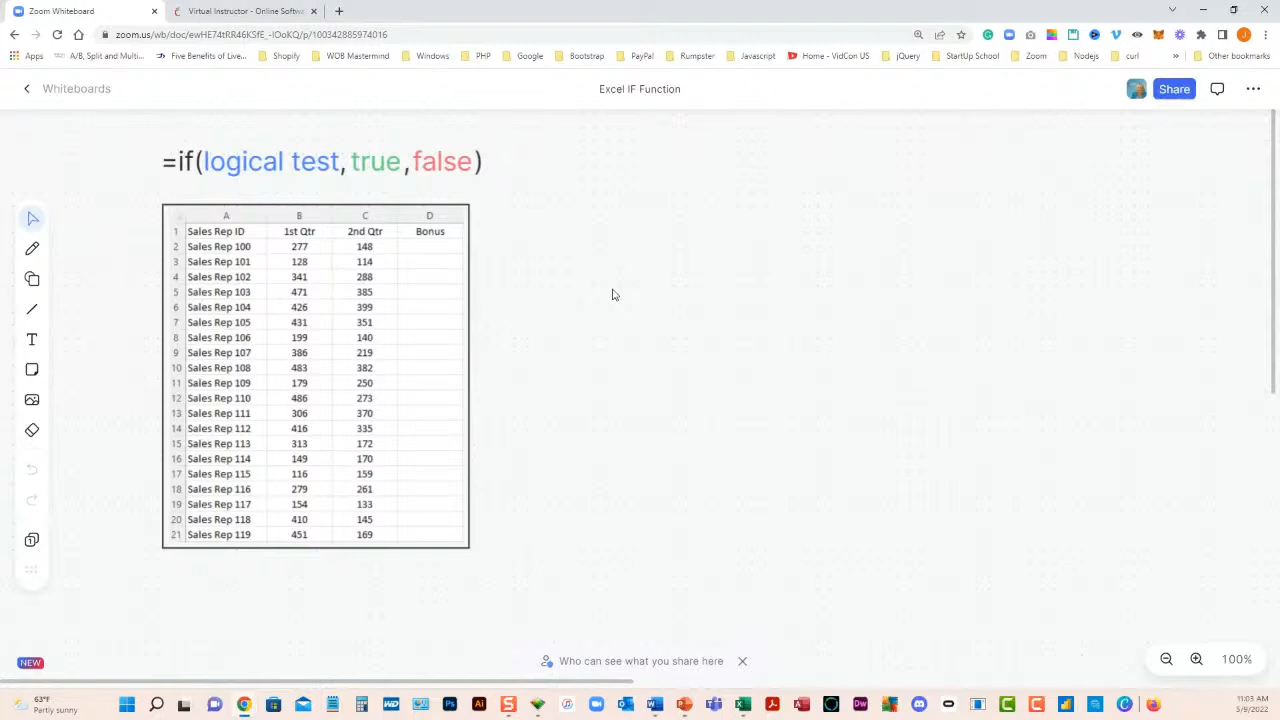 Zoom Whiteboard
Virtual Instructor - Online Softwa
zoom.us/wb/doc/ewHE74tRR46KSfE_-IOoKQ/p/100342885974016
Apps
A/B, Split and Multi...
Five Benefits of Live...
Shopify
WOB Mastermind
Windows
PHP
Google
Bootstrap
PayPal
Rumpster
Javascript
Home - VidCon US
jQuery
StartUp School
Zoom
Nodejs
curl
»
Other bookmarks
Whiteboards
Excel IF Function
Share
=if(logical test,true,false)
A B C D
1 Sales Rep ID 1st Qtr 2nd Qtr Bonus
2 Sales Rep 100 277 148
3 Sales Rep 101 128 114
4 Sales Rep 102 341 288
5 Sales Rep 103 471 385
6 Sales Rep 104 426 399
7 Sales Rep 105 431 351
8 Sales Rep 106 199 140
9 Sales Rep 107 386 219
10 Sales Rep 108 483 382
11 Sales Rep 109 179 250
12 Sales Rep 110 486 273
13 Sales Rep 111 306 370
14 Sales Rep 112 416 335
15 Sales Rep 113 313 172
16 Sales Rep 114 149 170
17 Sales Rep 115 116 159
18 Sales Rep 116 279 261
19 Sales Rep 117 154 133
20 Sales Rep 118 410 145
21 Sales Rep 119 451 169
NEW
Who can see what you share here
100%
63°F
Partly sunny
11:03 AM
5/9/2022